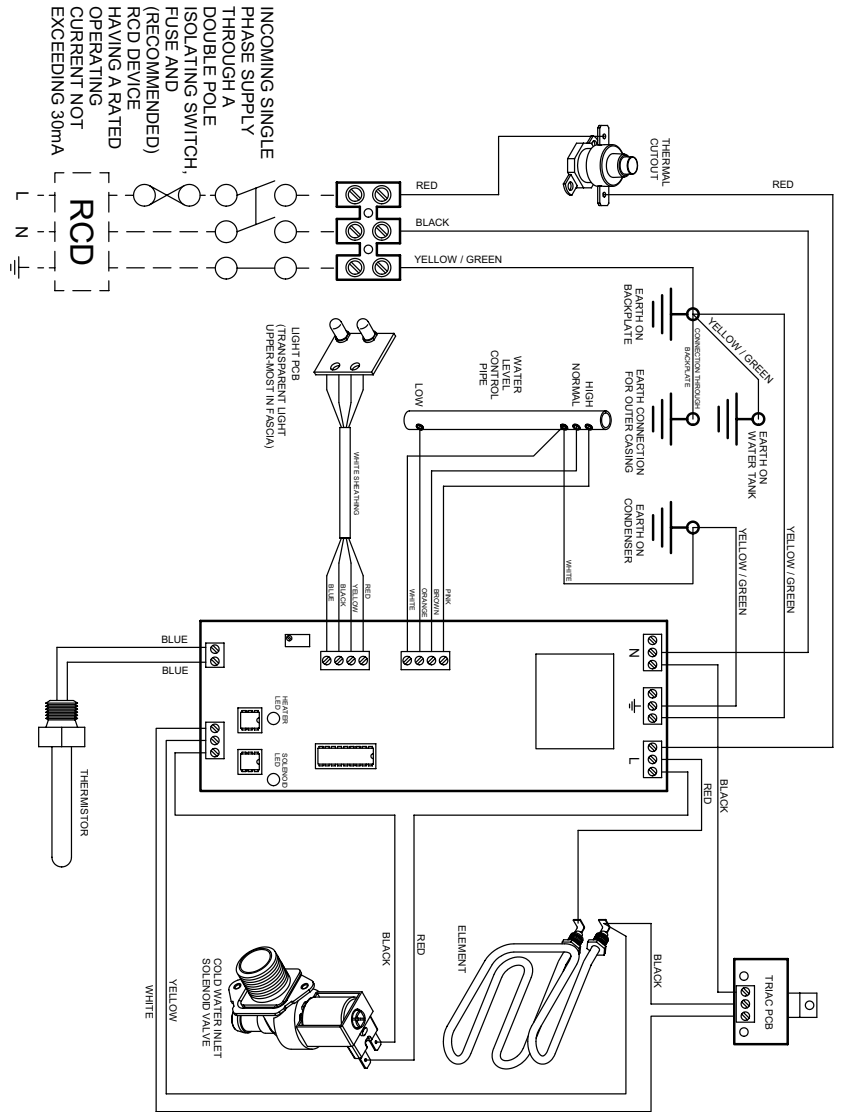 INCOMING SINGLE
PHASE SUPPLY
THROUGH A
DOUBLE POLE
ISOLATING SWITCH,
FUSE AND
(RECOMMENDED)
RCD DEVICE
HAVING A RATED
OPERATING
CURRENT NOT
EXCEEDING 30mA
L
N
RCD
RED
BLACK
YELLOW / GREEN
THERMAL
CUTOUT
RED
EARTH ON
BACKPLATE
YELLOW / GREEN
CONNECTION THROUGH
BACKPLATE
EARTH CONNECTION
FOR OUTER CASING
EARTH ON
WATER TANK
EARTH ON
CONDENSER
YELLOW / GREEN
YELLOW / GREEN
LIGHT PCB
(TRANSPARENT LIGHT
UPPER-MOST IN FASCIA)
WHITE SHEATHING
BLUE
BLACK
YELLOW
RED
WATER
LEVEL
CONTROL
PIPE
LOW
NORMAL
HIGH
WHITE
WHITE
ORANGE
BROWN
PINK
N
L
BLACK
RED
HEATER
LED
SOLENOID
LED
BLUE
BLUE
THERMISTOR
WHITE
YELLOW
COLD WATER INLET
SOLENOID VALVE
BLACK
RED
ELEMENT
BLACK
TRIAC PCB